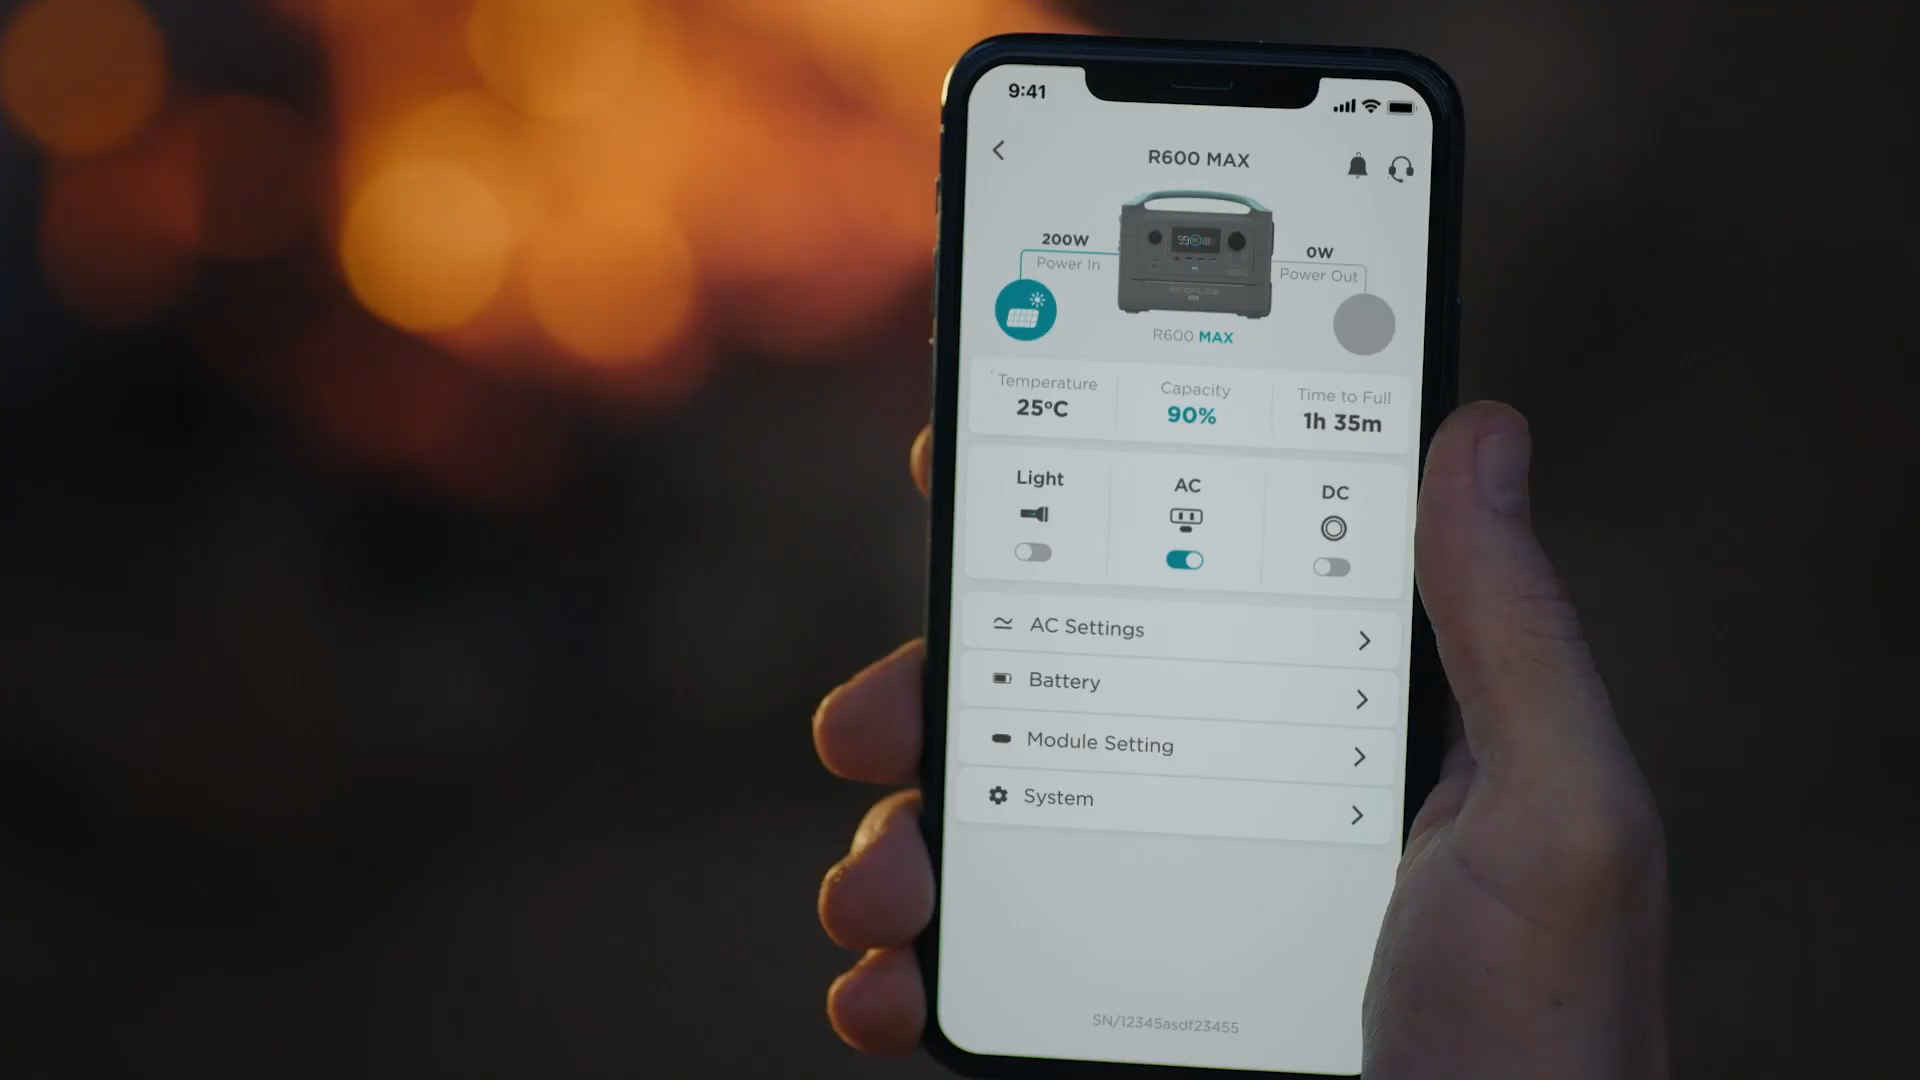 9:41
R600 MAX
200W
Power In
0W
Power Out
R600 MAX
Temperature
25°C
Capacity
90%
Time to Full
1h 35m
Light
AC
DC
AC Settings
Battery
Module Setting
System
SN/12345asdf23455